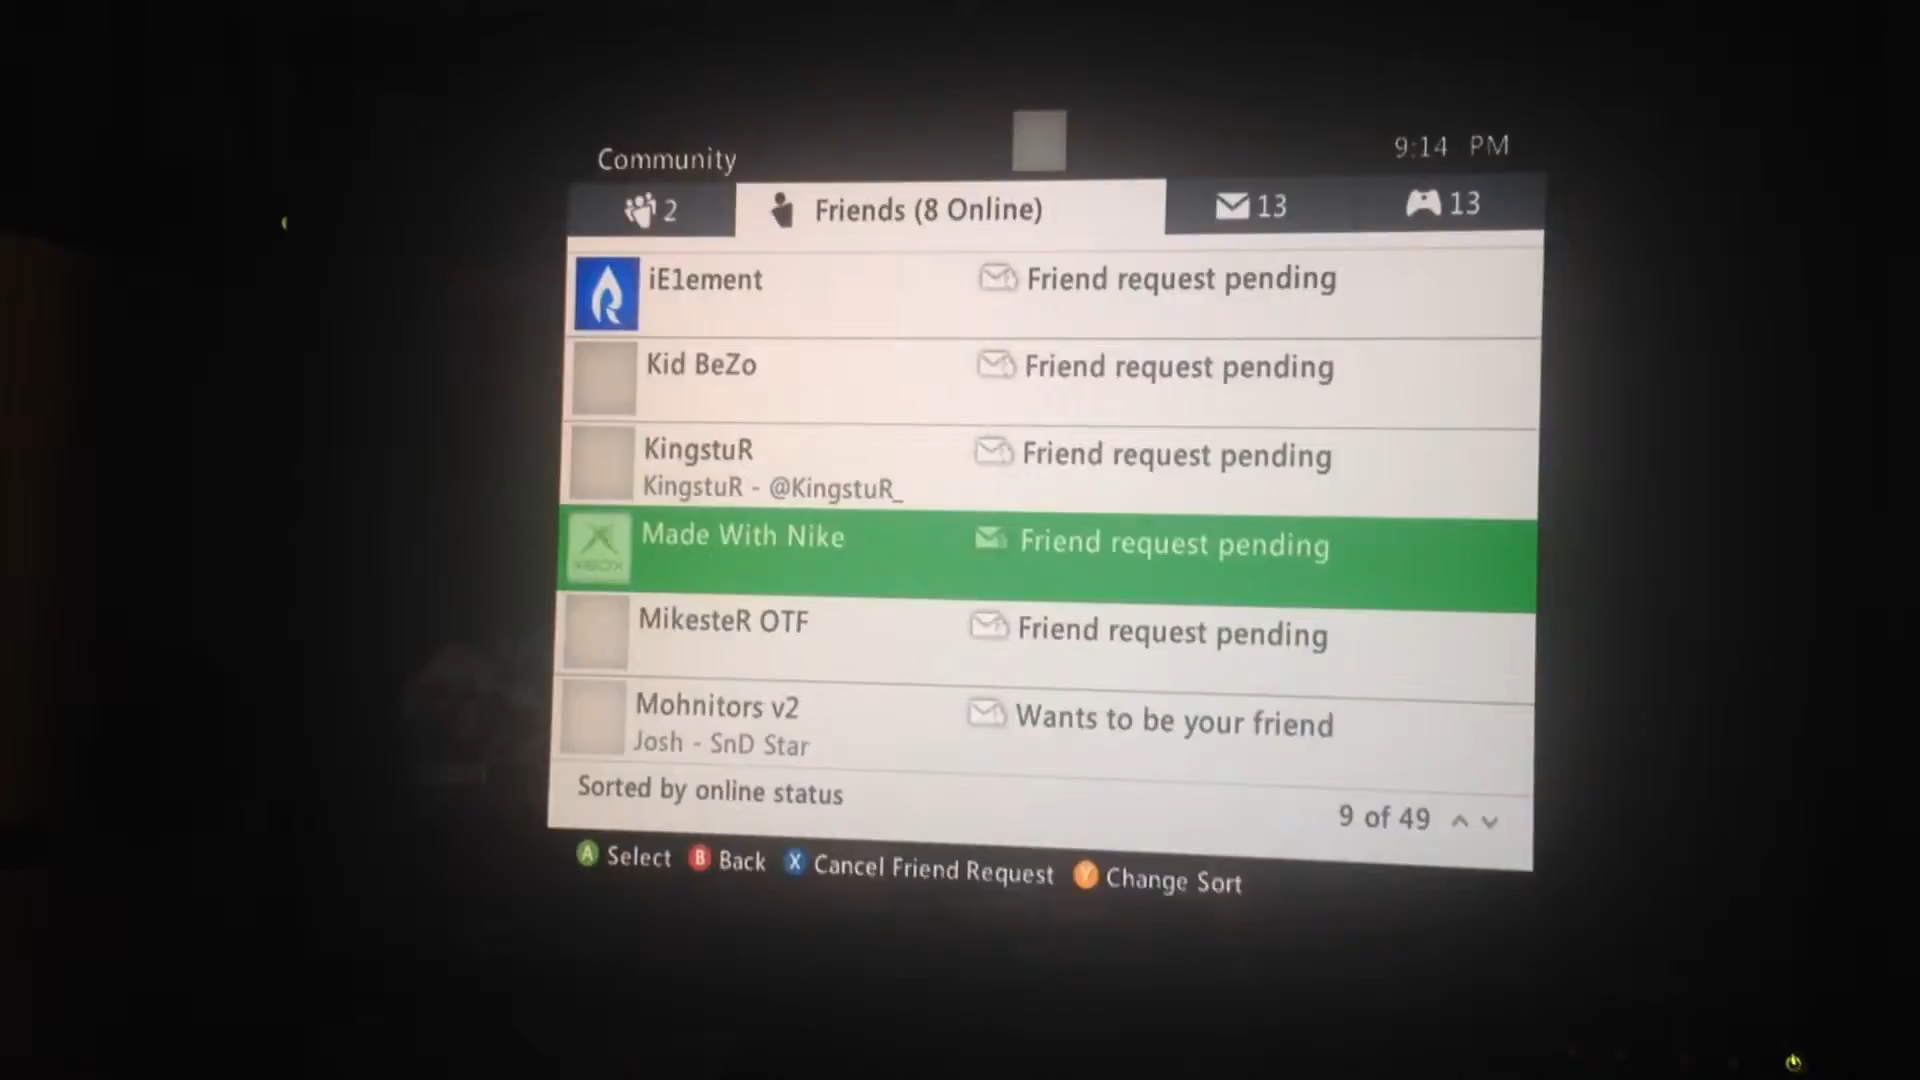 Community
9:14 PM
2
Friends (8 Online)
13
13
iE1ement
Friend request pending
Kid BeZo
Friend request pending
KingstuR
Friend request pending
KingstuR - @KingstuR_
Made With Nike
Friend request pending
XBOX
MikesteR OTF
Friend request pending
Mohnitors v2
Wants to be your friend
Josh - SnD Star
Sorted by online status
9 of 49
A Select B Back X Cancel Friend Request Y Change Sort